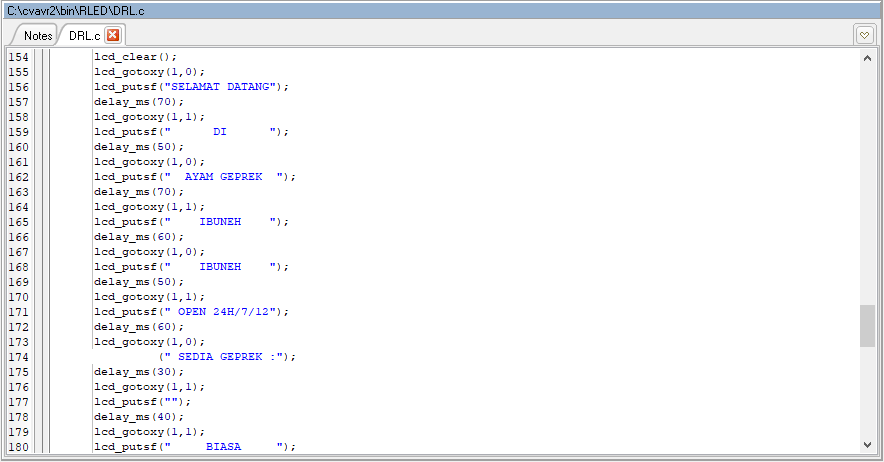 C:\cvavr2\bin\RLED\DRL.c
Notes DRL.c
154 lcd_clear();
155 lcd_gotoxy(1,0);
156 lcd_putsf("SELAMAT DATANG");
157 delay_ms(70);
158 lcd_gotoxy(1,1);
159 lcd_putsf("      DI      ");
160 delay_ms(50);
161 lcd_gotoxy(1,0);
162 lcd_putsf("  AYAM GEPREK  ");
163 delay_ms(70);
164 lcd_gotoxy(1,1);
165 lcd_putsf("    IBUNEH    ");
166 delay_ms(60);
167 lcd_gotoxy(1,0);
168 lcd_putsf("    IBUNEH    ");
169 delay_ms(50);
170 lcd_gotoxy(1,1);
171 lcd_putsf(" OPEN 24H/7/12");
172 delay_ms(60);
173 lcd_gotoxy(1,0);
174          (" SEDIA GEPREK :");
175 delay_ms(30);
176 lcd_gotoxy(1,1);
177 lcd_putsf("");
178 delay_ms(40);
179 lcd_gotoxy(1,1);
180 lcd_putsf("     BIASA     ");